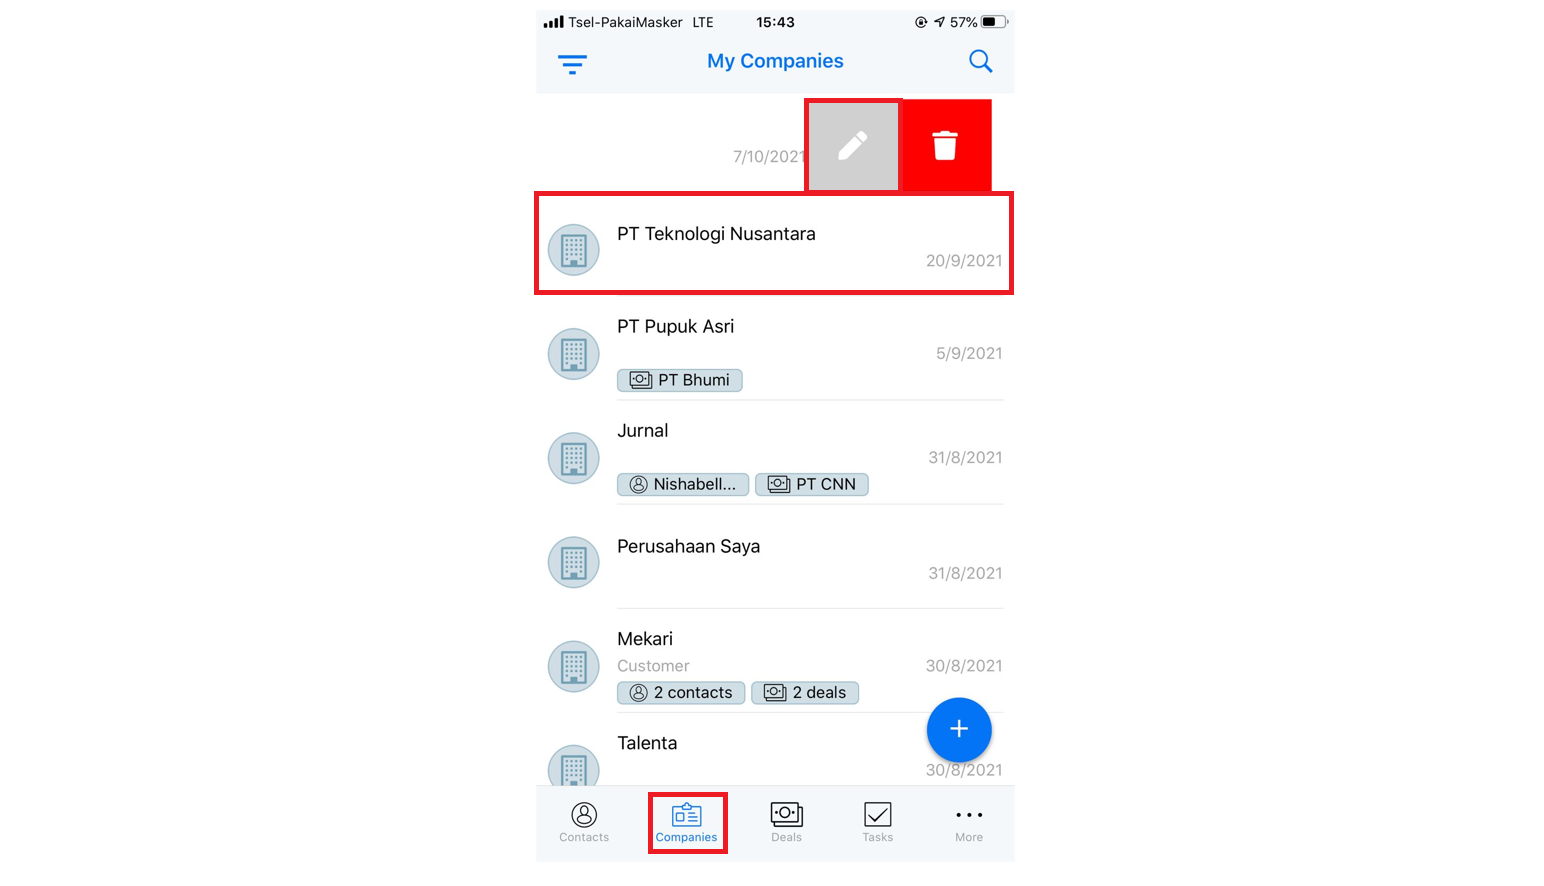 Tsel-PakaiMasker LTE 15:43 57%
My Companies
7/10/2021
PT Teknologi Nusantara
20/9/2021
PT Pupuk Asri
5/9/2021
PT Bhumi
Jurnal
31/8/2021
Nishabell... PT CNN
Perusahaan Saya
31/8/2021
Mekari
Customer 30/8/2021
2 contacts 2 deals
+
Talenta
30/8/2021
Contacts Companies Deals Tasks More